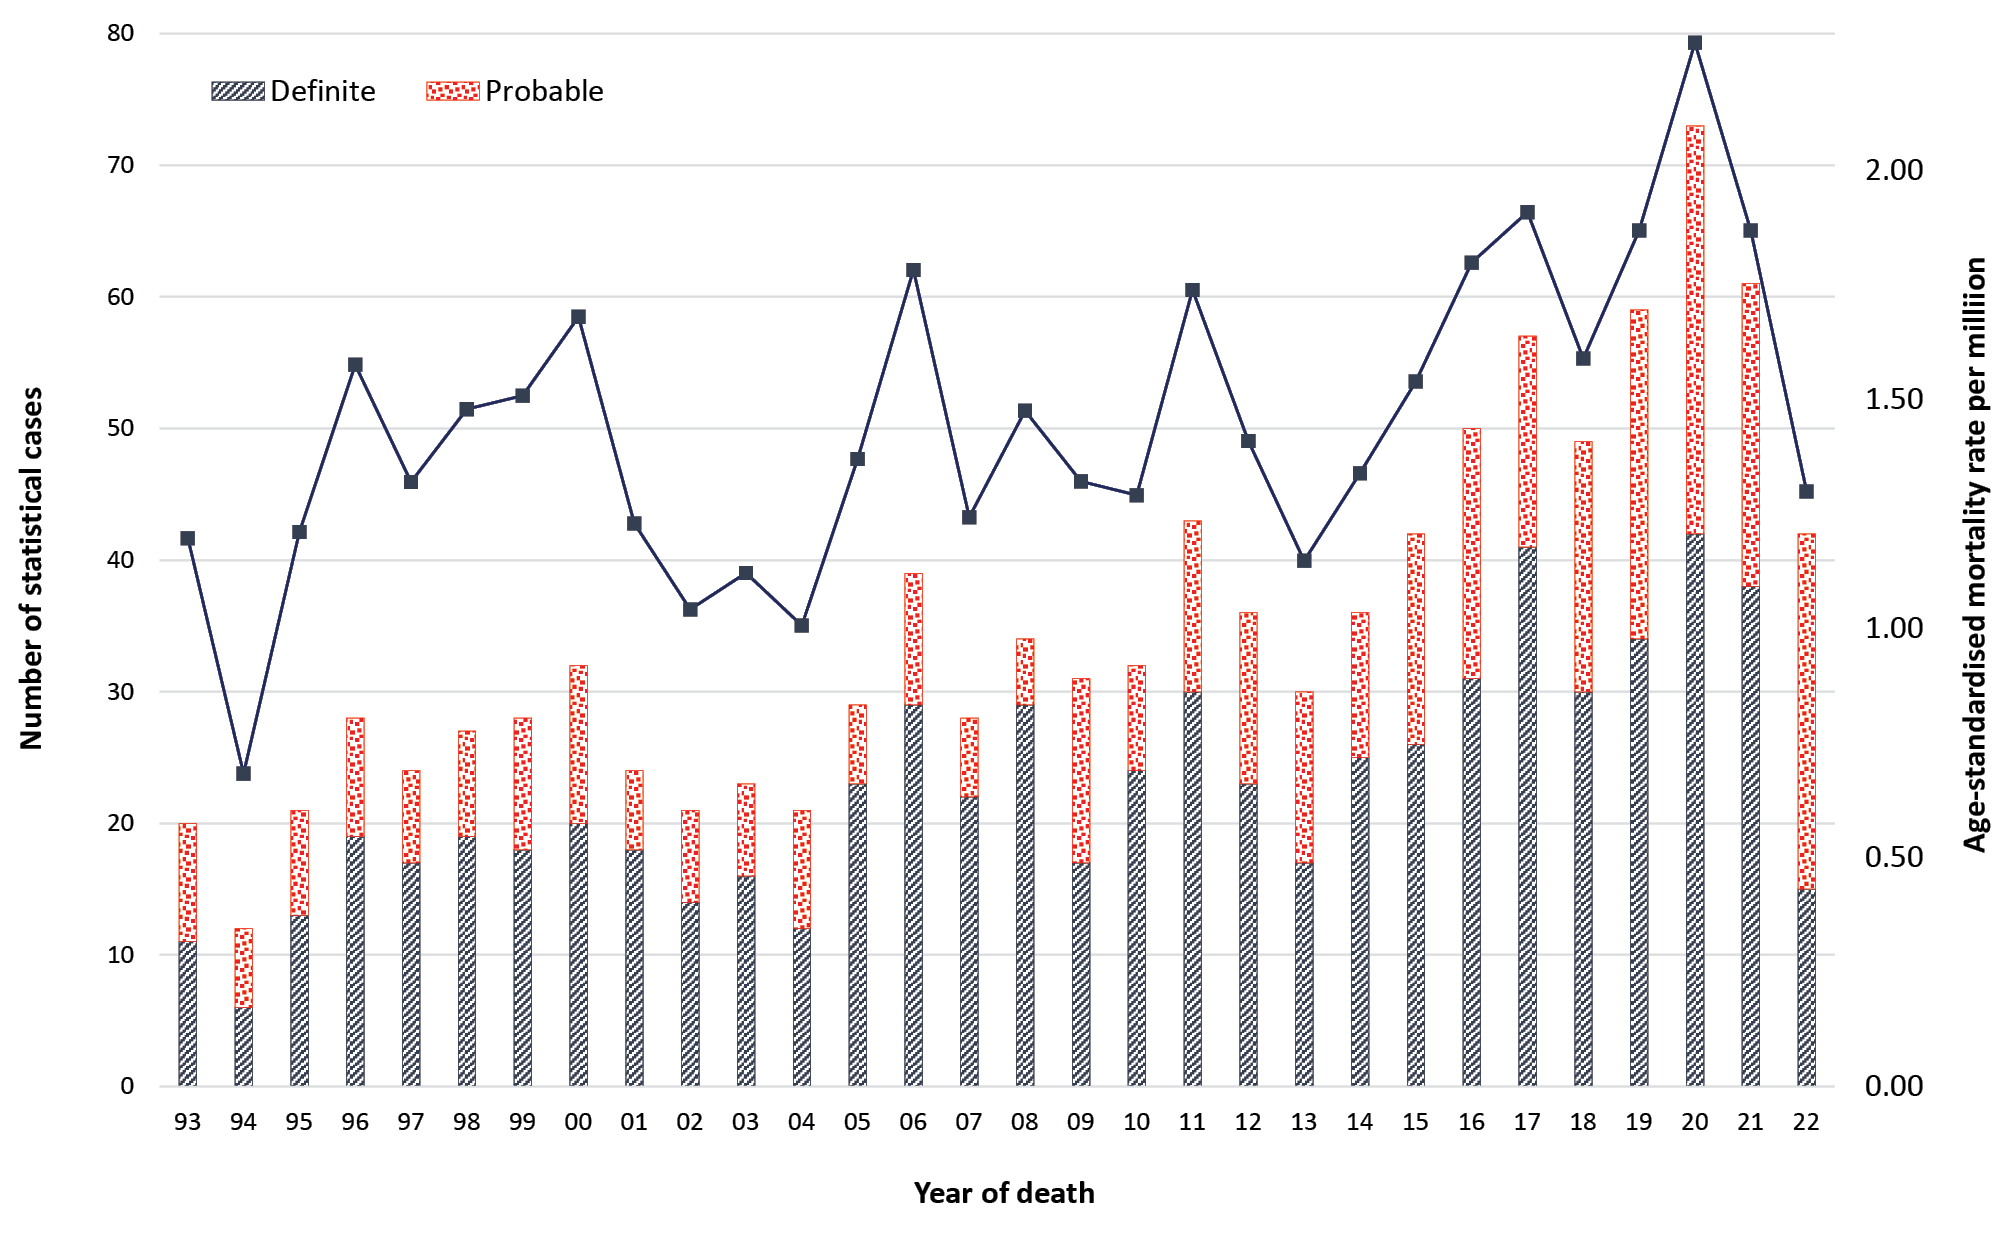 80
70
60
50
40
30
20
10
0
Definite
Probable
2.00
1.50
1.00
0.50
0.00
Number of statistical cases
Age-standardised mortality rate per million
93 94 95 96 97 98 99 00 01 02 03 04 05 06 07 08 09 10 11 12 13 14 15 16 17 18 19 20 21 22
Year of death